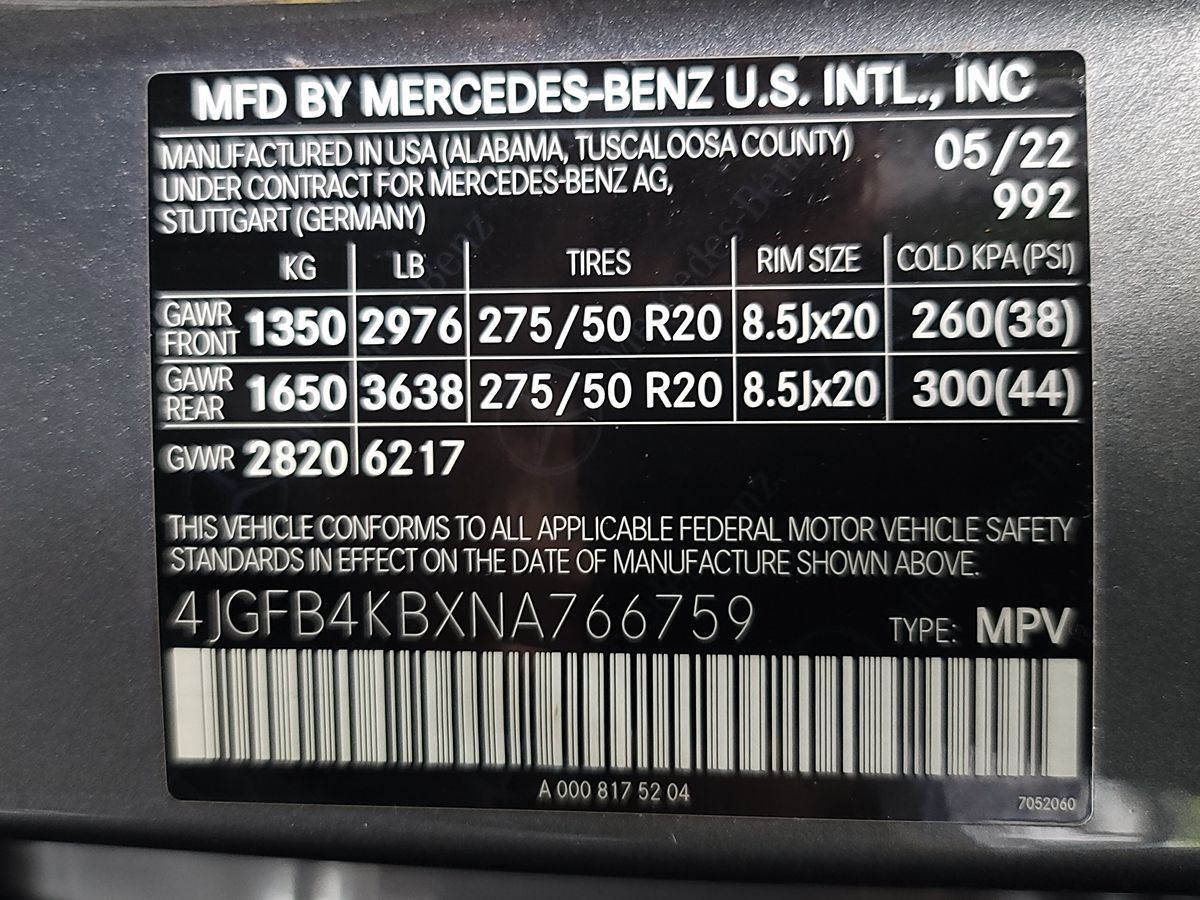 MFD BY MERCEDES-BENZ U.S. INTL., INC
MANUFACTURED IN USA (ALABAMA, TUSCALOOSA COUNTY) 05/22
UNDER CONTRACT FOR MERCEDES-BENZ AG, 992
STUTTGART (GERMANY)
KG LB TIRES RIM SIZE COLD KPA (PSI)
GAWR FRONT 1350 2976 275/50 R20 8.5Jx20 260(38)
GAWR REAR 1650 3638 275/50 R20 8.5Jx20 300(44)
GVWR 2820 6217
THIS VEHICLE CONFORMS TO ALL APPLICABLE FEDERAL MOTOR VEHICLE SAFETY
STANDARDS IN EFFECT ON THE DATE OF MANUFACTURE SHOWN ABOVE.
4JGFB4KBXNA766759 TYPE: MPV
A 000 817 52 04
7052060